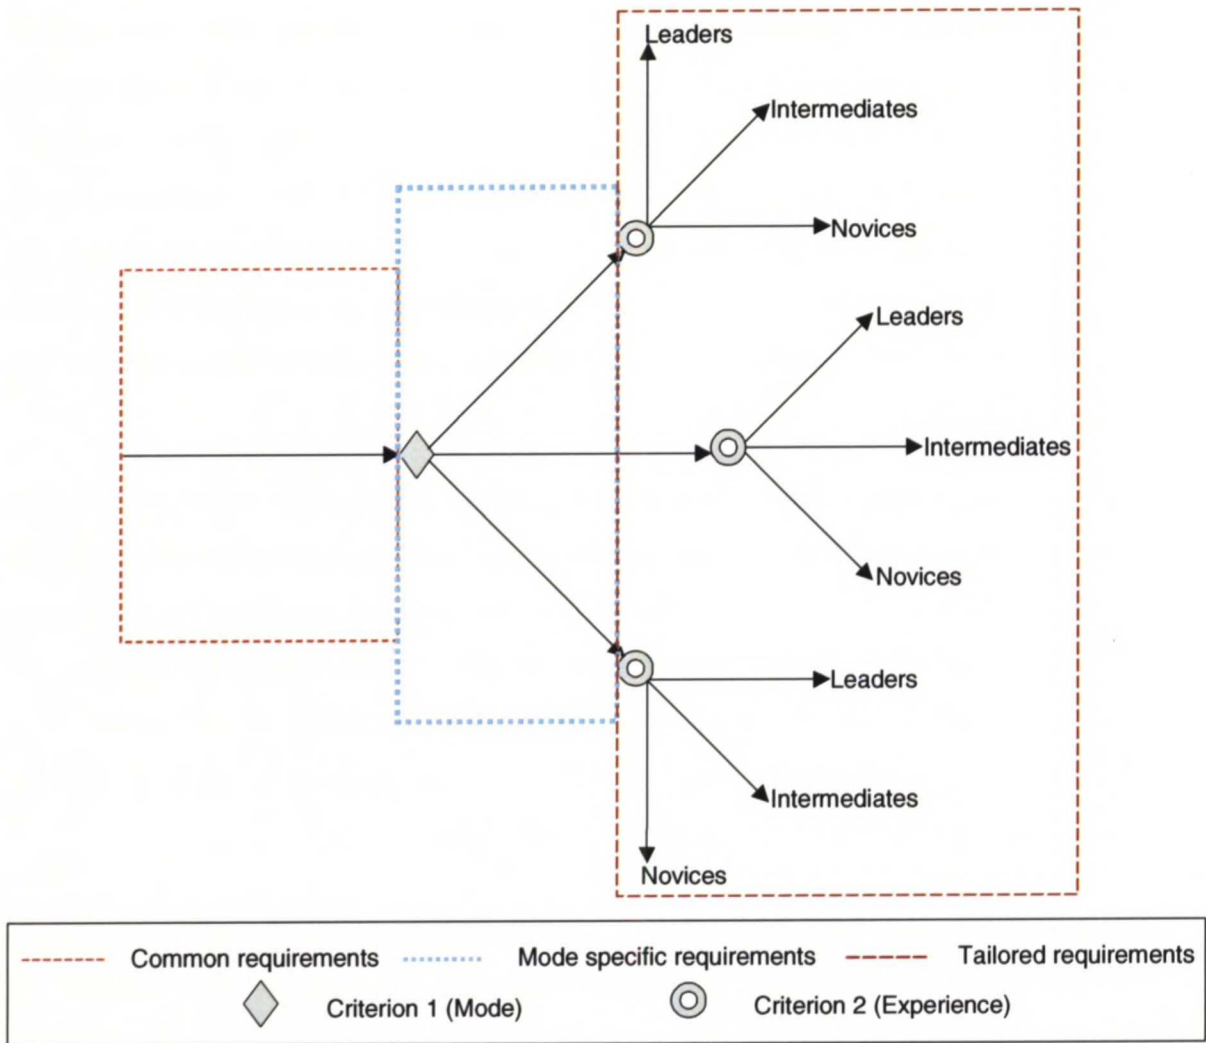 Leaders
Intermediates
Novices
Leaders
Intermediates
Novices
Leaders
Intermediates
Novices
Common requirements
Mode specific requirements
Tailored requirements
Criterion 1 (Mode)
Criterion 2 (Experience)